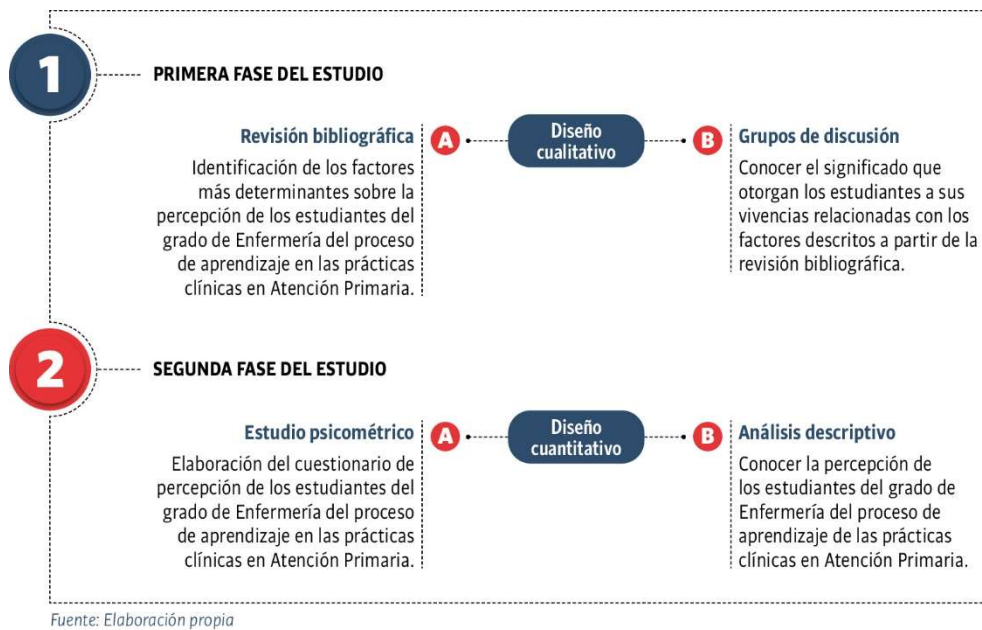 1
PRIMERA FASE DEL ESTUDIO
Revisión bibliográfica
A
Identificación de los factores
más determinantes sobre la
percepción de los estudiantes del
grado de Enfermería del proceso
de aprendizaje en las prácticas
clínicas en Atención Primaria.
Diseño
cualitativo
B
Grupos de discusión
Conocer el significado que
otorgan los estudiantes a sus
vivencias relacionadas con los
factores descritos a partir de la
revisión bibliográfica.
2
SEGUNDA FASE DEL ESTUDIO
Estudio psicométrico
A
Elaboración del cuestionario de
percepción de los estudiantes del
grado de Enfermería del proceso
de aprendizaje en las prácticas
clínicas en Atención Primaria.
Diseño
cuantitativo
B
Análisis descriptivo
Conocer la percepción de
los estudiantes del grado de
Enfermería del proceso de
aprendizaje de las prácticas
clínicas en Atención Primaria.
Fuente: Elaboración propia